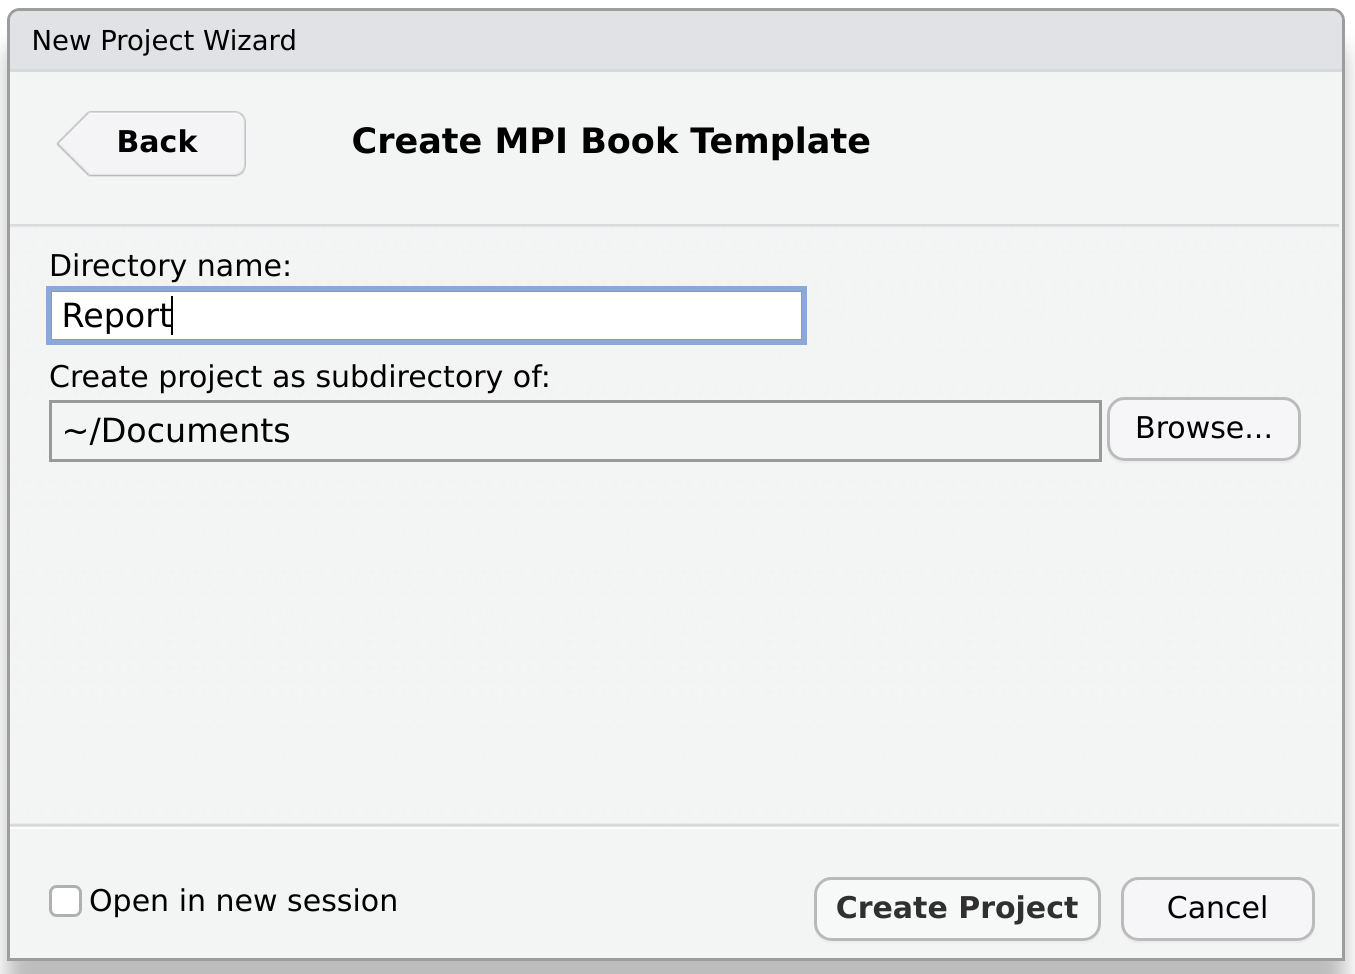 New Project Wizard
Back
Create MPI Book Template
Directory name:
Report
Create project as subdirectory of:
~/Documents
Browse...
Open in new session
Create Project
Cancel